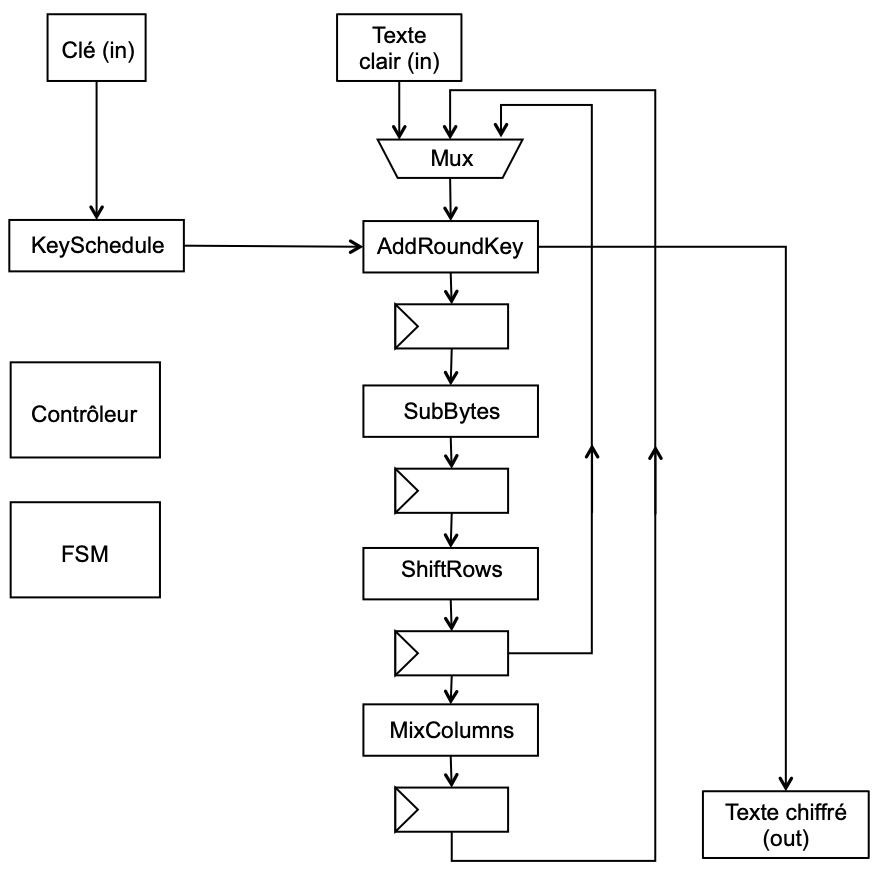 Clé (in)
Texte
clair (in)
Mux
KeySchedule
AddRoundKey
SubBytes
Contrôleur
FSM
ShiftRows
MixColumns
Texte chiffré
(out)